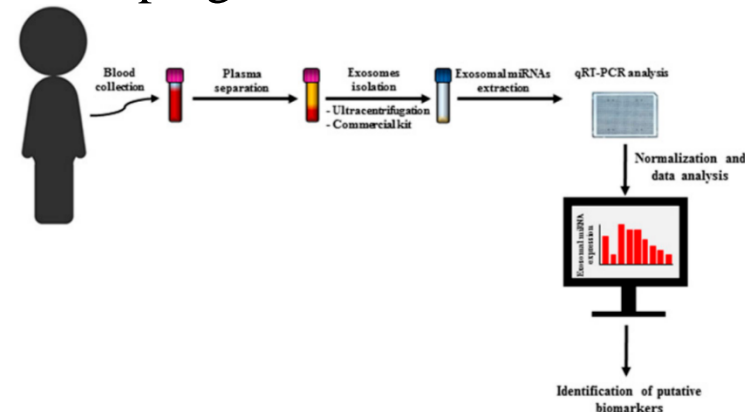 Blood
collection
Plasma
separation
Exosomes
isolation
- Ultracentrifugation
- Commercial kit
Exosomal miRNAs
extraction
qRT-PCR analysis
Normalization and
data analysis
Exosomal miRNA
expression
Identification of putative
biomarkers